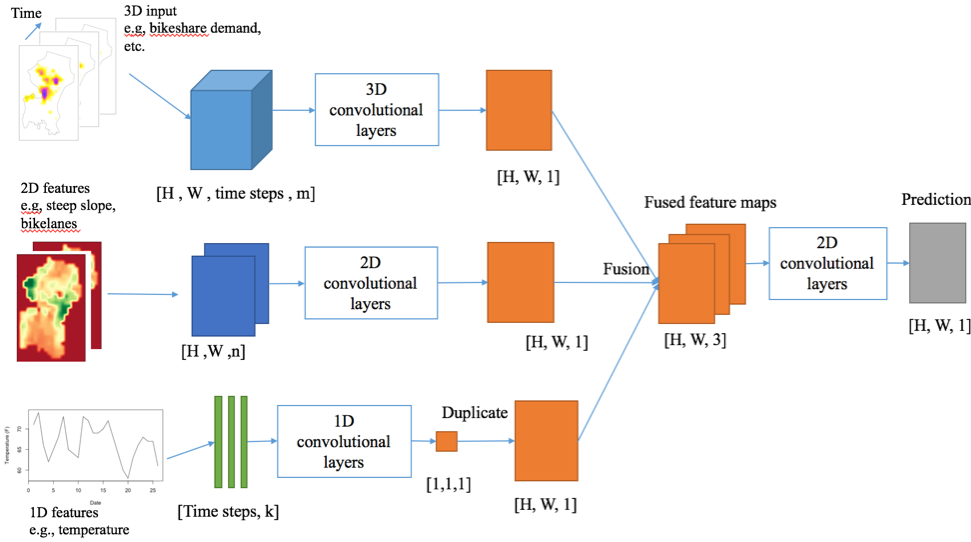 Time
3D input
e.g, bikeshare demand,
etc.
[H , W , time steps , m]
3D
convolutional
layers
[H, W, 1]
2D features
e.g, steep slope,
bikelanes
[H ,W ,n]
2D
convolutional
layers
[H, W, 1]
Temperature (F)
60
65
70
0
5
10
15
20
25
Date
1D features
e.g., temperature
[Time steps, k]
1D
convolutional
layers
[1,1,1]
Duplicate
[H, W, 1]
Fusion
Fused feature maps
[H, W, 3]
2D
convolutional
layers
Prediction
[H, W, 1]